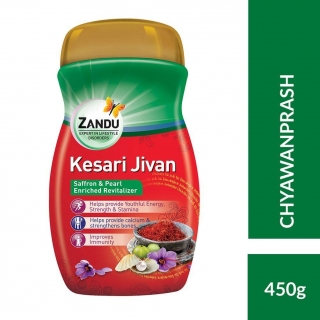 ZANDU
EXPERT IN LIFESTYLE
DISORDERS
Kesari Jivan
Saffron & Pearl
Enriched Revitalizer
Helps provide Youthful Energy,
Strength & Stamina
Helps provide calcium &
strengthens bones
Improves
Immunity
CHYAWANPRASH
450g